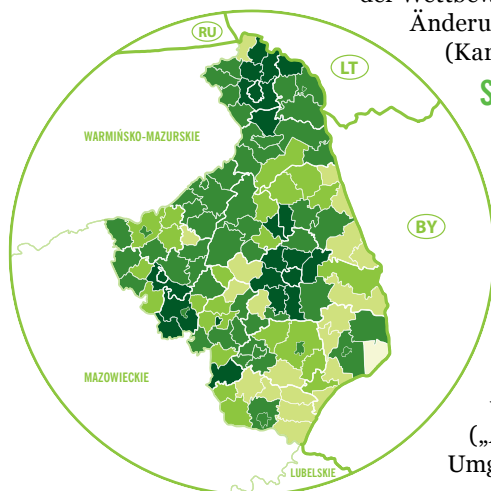 Änderu
(Kar
S
RU
LT
WARMIŃSKO-MAZURSKIE
BY
MAZOWIECKIE
LUBELSKIE
Umg